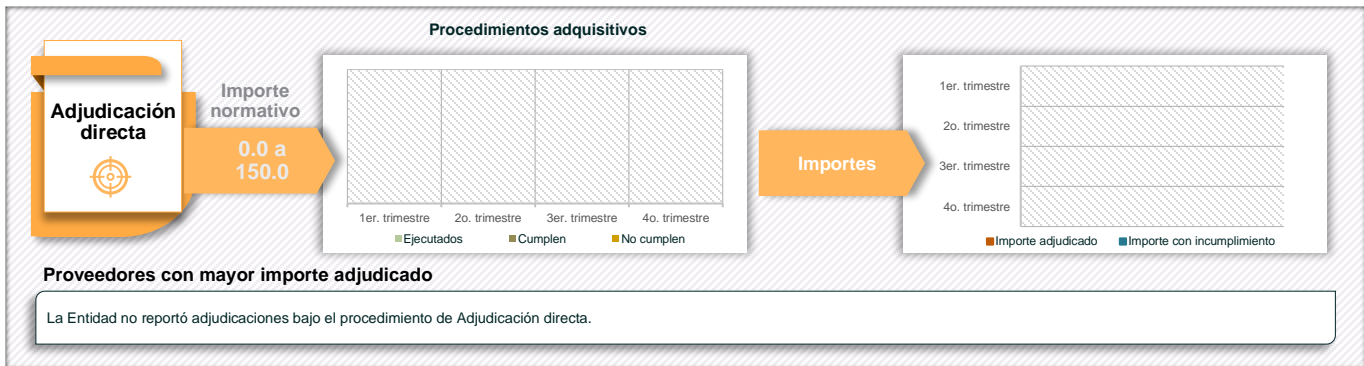 Procedimientos adquisitivos
Adjudicación
directa
Importe
normativo
0.0 a
150.0
1er. trimestre 2o. trimestre 3er. trimestre 4o. trimestre
Ejecutados Cumplen No cumplen
Importes
1er. trimestre
2o. trimestre
3er. trimestre
4o. trimestre
Importe adjudicado Importe con incumplimiento
Proveedores con mayor importe adjudicado
La Entidad no reportó adjudicaciones bajo el procedimiento de Adjudicación directa.